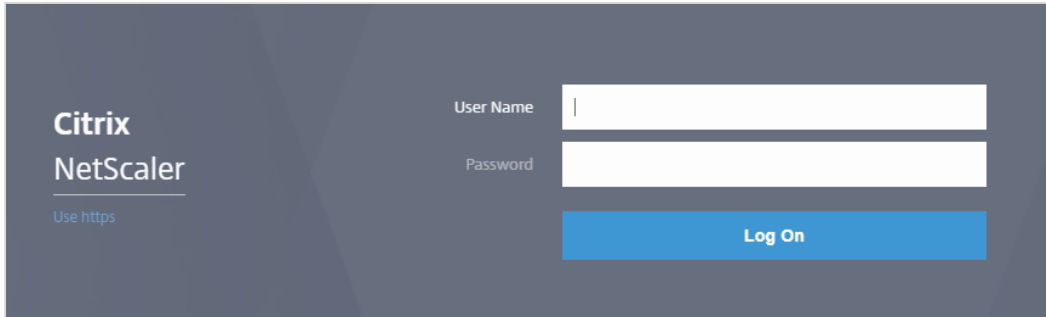 Citrix
NetScaler
Use https
User Name
Password
Log On